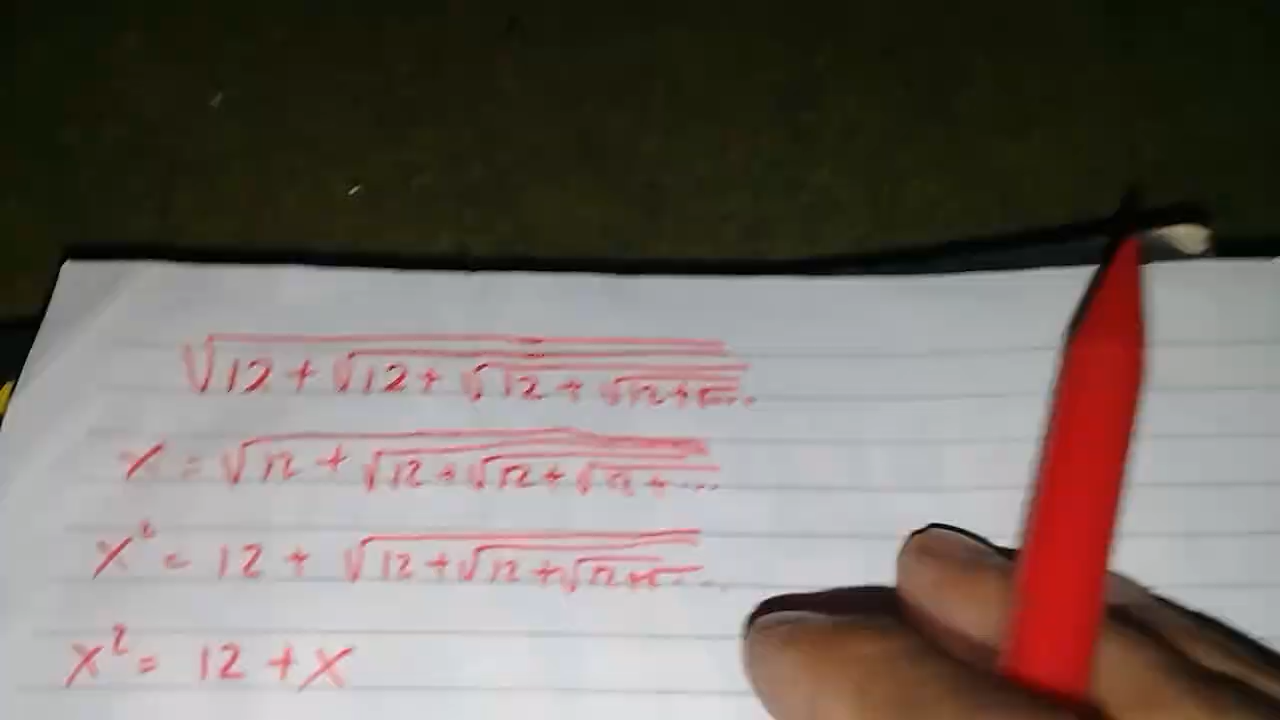 √12+√12+√12+√12+√...
x = √12+√12+√12+√12+...
x² = 12+√12+√12+√12+√...
x² = 12+x